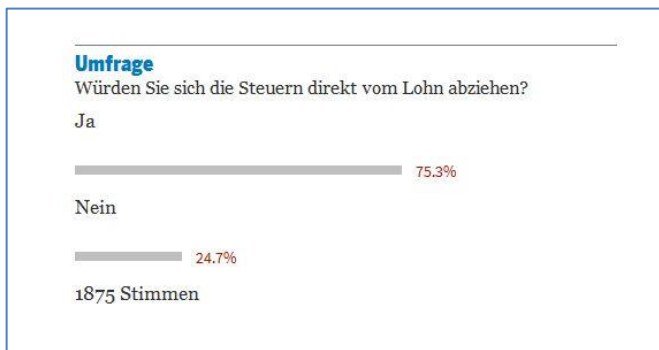 Umfrage
Würden Sie sich die Steuern direkt vom Lohn abziehen?
Ja
75.3%
Nein
24.7%
1875 Stimmen